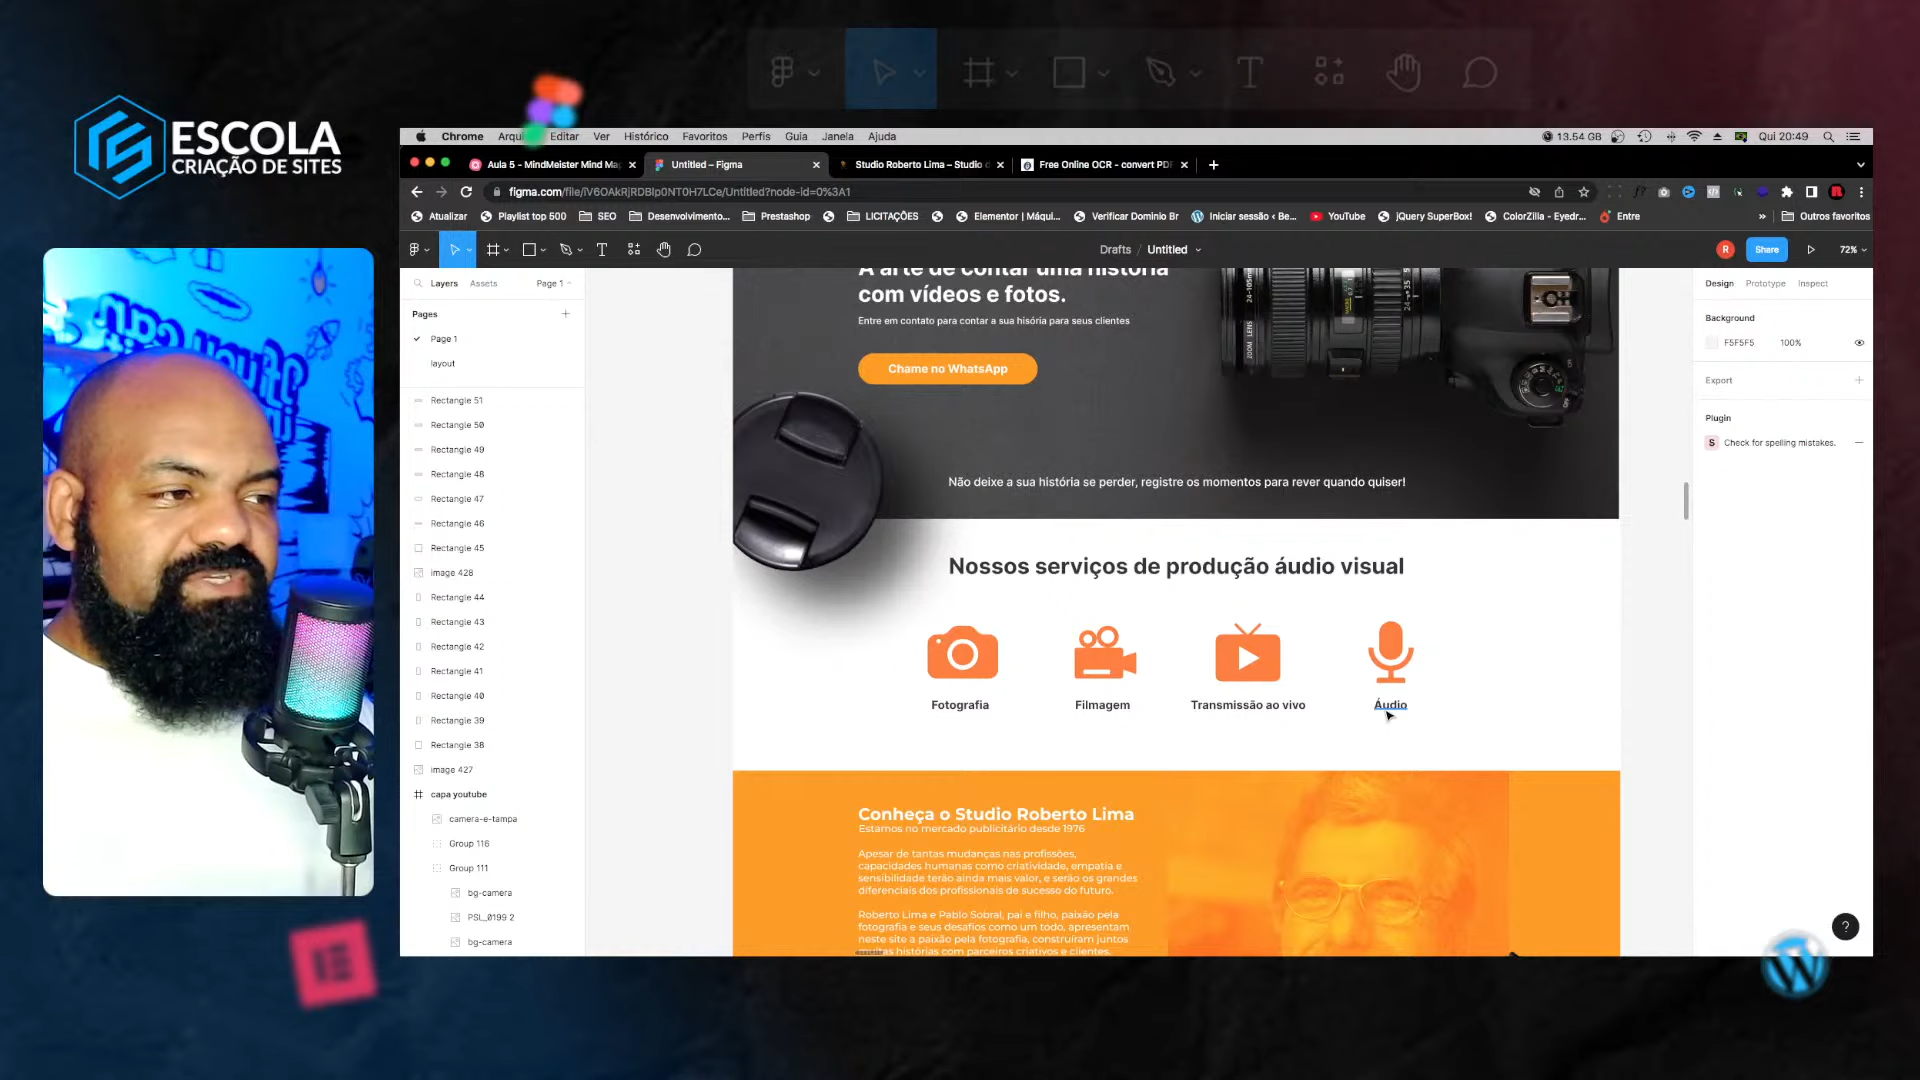 ESCOLA
CRIAÇÃO DE SITES
Chrome Editar Ver Histórico Favoritos Perfis Guia Janela Ajuda
13.54 GB Qui 20:49
Aula 5 - MindMeister Mind Ma
Untitled – Figma
Studio Roberto Lima – Studio
Free Online OCR - convert PDF
figma.com/file/
/Untitled?node-id=0%3A1
Atualizar
Playlist top 500
SEO
Desenvolvimento...
Prestashop
LICITAÇÕES
Elementor | Máqui...
Verificar Domínio Br
Iniciar sessão ‹ Be...
YouTube
jQuery SuperBox!
ColorZilla - Eyedr...
Entre
»
Outros favoritos
Drafts / Untitled
R
Share
72%
Layers
Assets
Page 1
Pages
Page 1
layout
Rectangle 51
Rectangle 50
Rectangle 49
Rectangle 48
Rectangle 47
Rectangle 46
Rectangle 45
image 428
Rectangle 44
Rectangle 43
Rectangle 42
Rectangle 41
Rectangle 40
Rectangle 39
Rectangle 38
image 427
capa youtube
camera-e-tampa
Group 116
Group 111
bg-camera
PSL_0199 2
bg-camera
A arte de contar uma história
com vídeos e fotos.
Entre em contato para contar a sua hisória para seus clientes
Chame no WhatsApp
Não deixe a sua história se perder, registre os momentos para rever quando quiser!
Nossos serviços de produção áudio visual
Fotografia
Filmagem
Transmissão ao vivo
Áudio
Conheça o Studio Roberto Lima
Estamos no mercado publicitário desde 1976
Apesar de tantas mudanças nas profissões,
capacidades humanas como criatividade, empatia e
sensibilidade terão ainda mais valor, e serão os grandes
diferenciais dos profissionais de sucesso do futuro.
Roberto Lima e Pablo Sobral, pai e filho, paixão pela
fotografia e seus desafios como um todo, apresentam
neste site a paixão pela fotografia, construíram juntos
muitas histórias com parceiros criativos e clientes.
Design
Prototype
Inspect
Background
F5F5F5 100%
Export
Plugin
S Check for spelling mistakes.
?